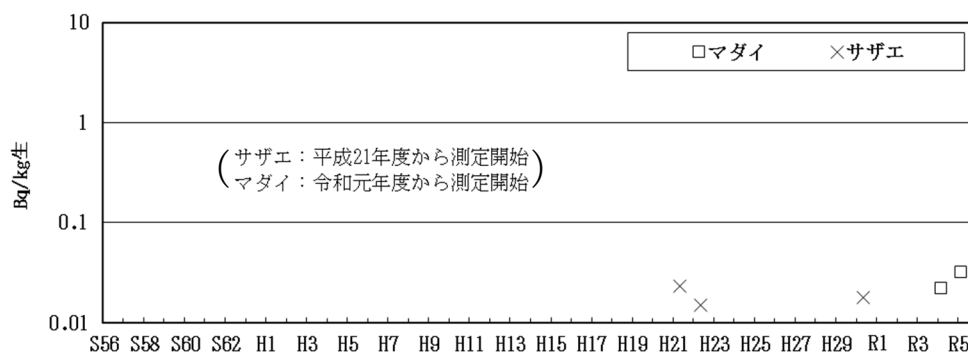 10
□マダイ ×サザエ
1
Bq/kg生
サザエ：平成21年度から測定開始
マダイ：令和元年度から測定開始
0.1
0.01
S56 S58 S60 S62 H1 H3 H5 H7 H9 H11 H13 H15 H17 H19 H21 H23 H25 H27 H29 R1 R3 R5